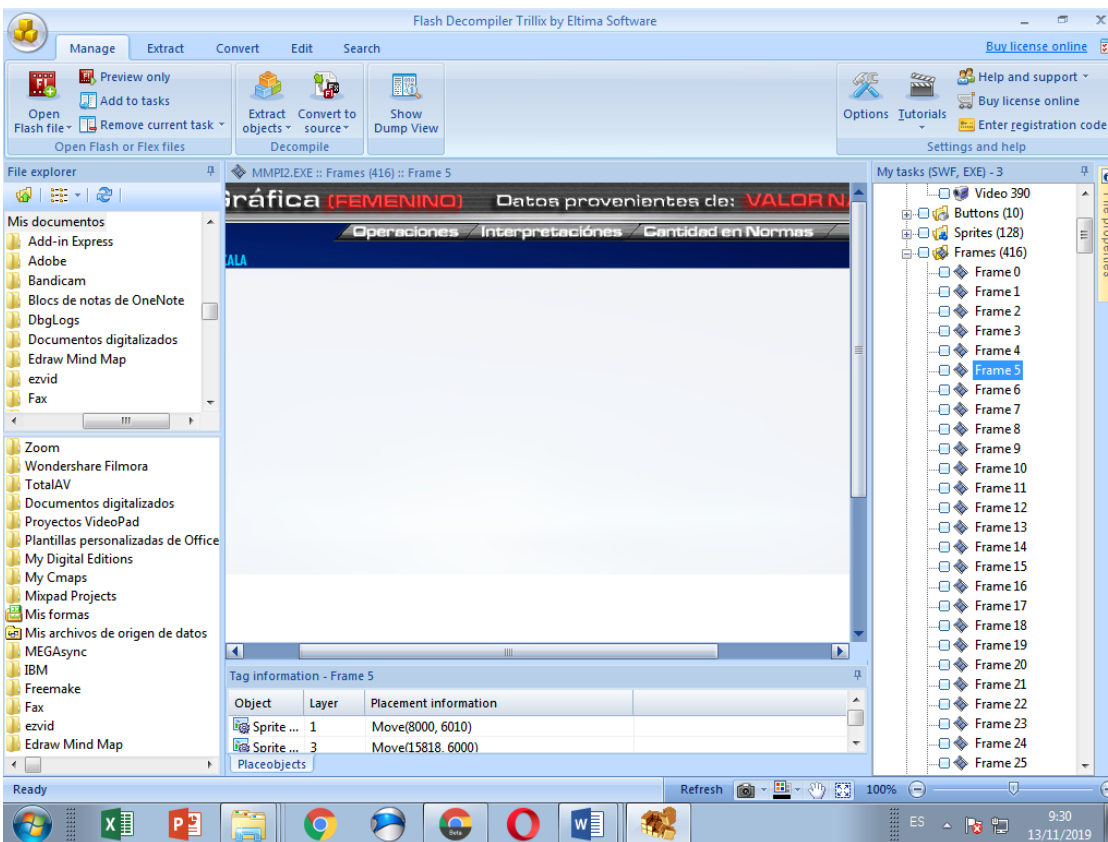 Flash Decompiler Trillix by Eltima Software
Manage Extract Convert Edit Search
Buy license online
Open Flash file
Preview only
Add to tasks
Remove current task
Open Flash or Flex files
Extract objects
Convert to source
Decompile
Show Dump View
Options
Tutorials
Help and support
Buy license online
Enter registration code
Settings and help
File explorer
Mis documentos
Add-in Express
Adobe
Bandicam
Blocs de notas de OneNote
DbgLogs
Documentos digitalizados
Edraw Mind Map
ezvid
Fax
Zoom
Wondershare Filmora
TotalAV
Documentos digitalizados
Proyectos VideoPad
Plantillas personalizadas de Office
My Digital Editions
My Cmaps
Mixpad Projects
Mis formas
Mis archivos de origen de datos
MEGAsync
IBM
Freemake
Fax
ezvid
Edraw Mind Map
MMPI2.EXE :: Frames (416) :: Frame 5
Gráfica (FEMENINO) Datos provenientes de: VALOR
Operaciones Interpretaciónes Cantidad en Normas
Tag information - Frame 5
Object Layer Placement information
Sprite ... 1 Move(8000, 6010)
Sprite ... 3 Move(15818, 6000)
Placeobjects
My tasks (SWF, EXE) - 3
Video 390
Buttons (10)
Sprites (128)
Frames (416)
Frame 0
Frame 1
Frame 2
Frame 3
Frame 4
Frame 5
Frame 6
Frame 7
Frame 8
Frame 9
Frame 10
Frame 11
Frame 12
Frame 13
Frame 14
Frame 15
Frame 16
Frame 17
Frame 18
Frame 19
Frame 20
Frame 21
Frame 22
Frame 23
Frame 24
Frame 25
Ready
Refresh
100%
ES
9:30
13/11/2019